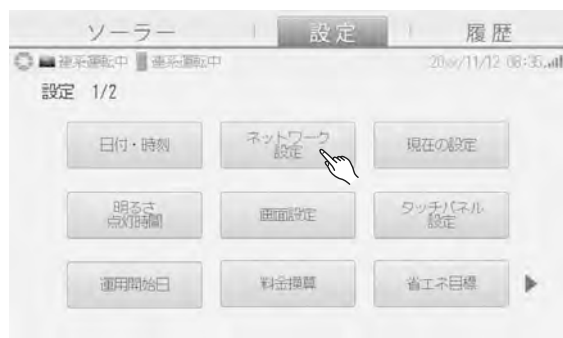 ソーラー 設定 履歴
連系運転中 連系運転中 20xx/11/12 08:35
設定 1/2
日付・時刻
ネットワーク
設定
現在の設定
明るさ
点灯時間
画面設定
タッチパネル
設定
運用開始日
料金換算
省エネ目標